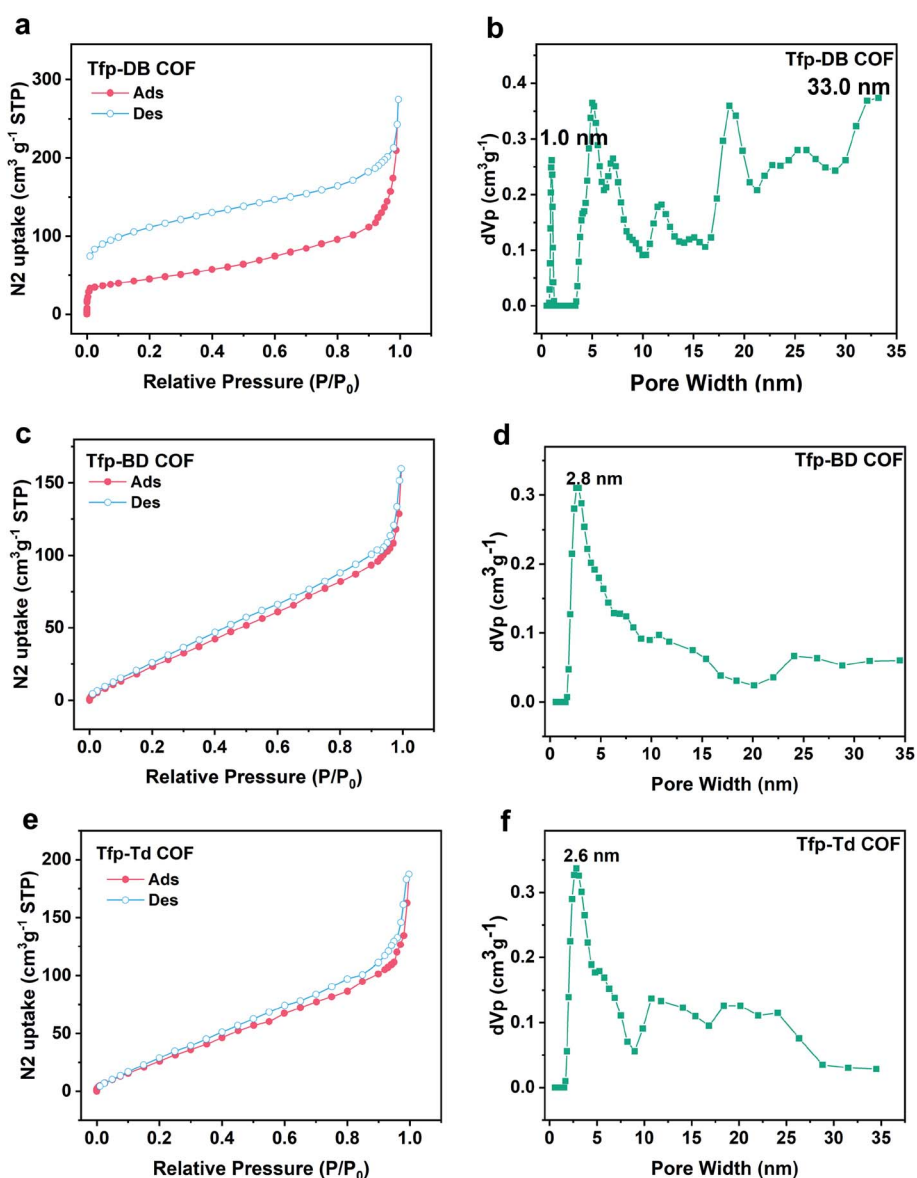 a
Tfp-DB COF
Ads
Des
300
200
100
0
N2 uptake (cm³ g⁻¹ STP)
0.0 0.2 0.4 0.6 0.8 1.0
Relative Pressure (P/P₀)
b
Tfp-DB COF
33.0 nm
1.0 nm
0.4
0.3
0.2
0.1
0.0
dVp (cm³g⁻¹)
0 5 10 15 20 25 30 35
Pore Width (nm)
c
Tfp-BD COF
Ads
Des
150
100
50
0
N2 uptake (cm³g⁻¹ STP)
0.0 0.2 0.4 0.6 0.8 1.0
Relative Pressure (P/P₀)
d
Tfp-BD COF
2.8 nm
0.3
0.2
0.1
0.0
dVp (cm³g⁻¹)
0 5 10 15 20 25 30 35
Pore Width (nm)
e
Tfp-Td COF
Ads
Des
200
150
100
50
0
N2 uptake (cm³g⁻¹ STP)
0.0 0.2 0.4 0.6 0.8 1.0
Relative Pressure (P/P₀)
f
Tfp-Td COF
2.6 nm
0.3
0.2
0.1
0.0
dVp (cm³g⁻¹)
0 5 10 15 20 25 30 35
Pore Width (nm)